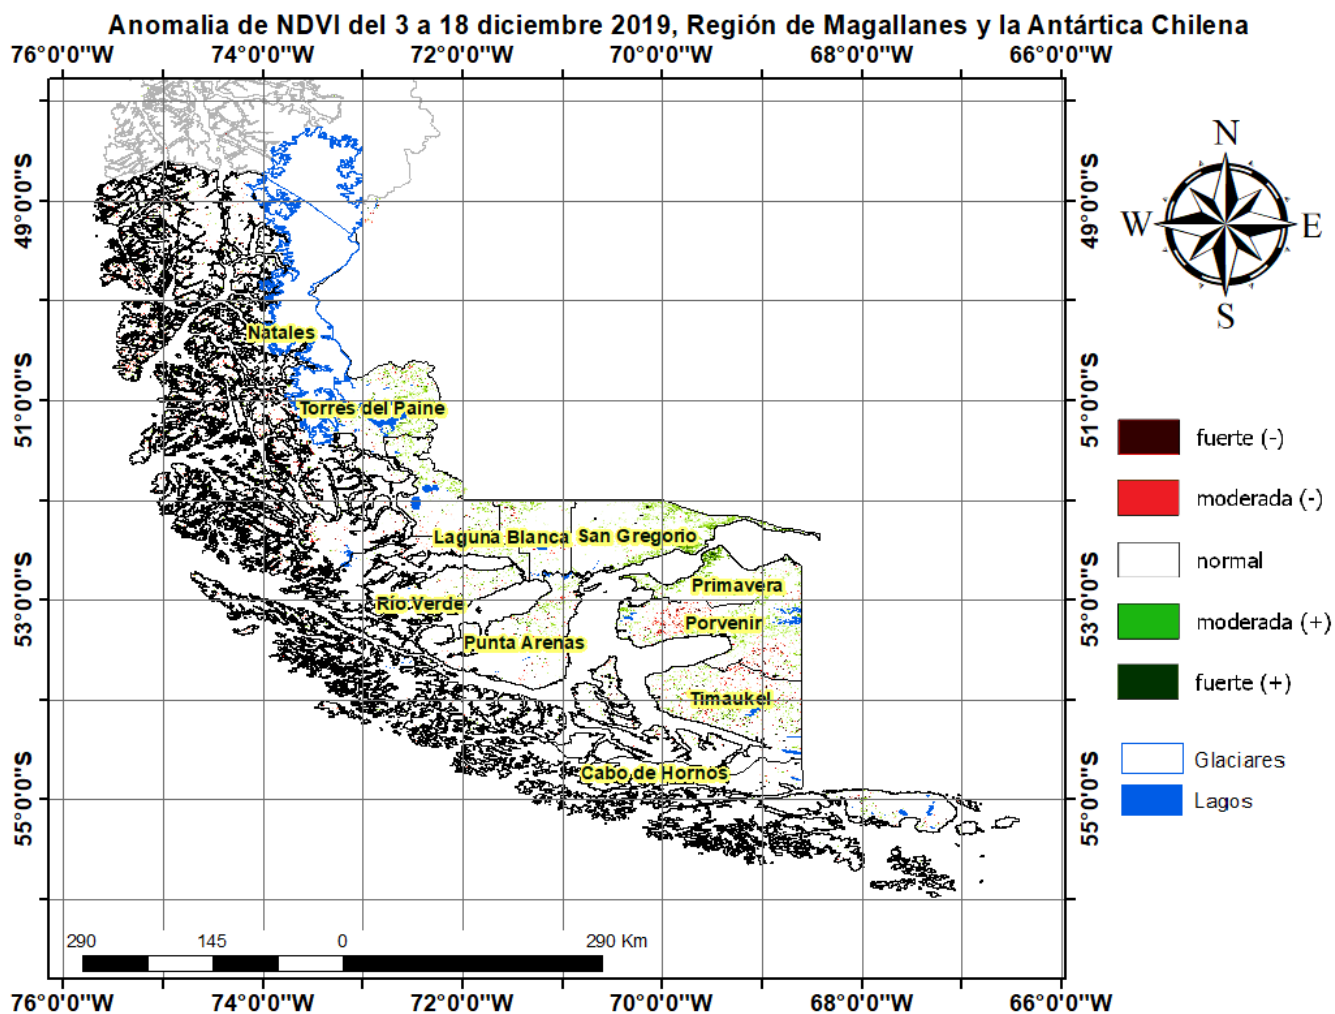 Anomalia de NDVI del 3 a 18 diciembre 2019, Región de Magallanes y la Antártica Chilena
76°0'0"W 74°0'0"W 72°0'0"W 70°0'0"W 68°0'0"W 66°0'0"W
N
W E
S
49°0'0"S 49°0'0"S
Natales
51°0'0"S 51°0'0"S
Torres del Paine
fuerte (-)
moderada (-)
Laguna Blanca San Gregorio
normal
Primavera
53°0'0"S 53°0'0"S
Río Verde
Porvenir
moderada (+)
Punta Arenas
fuerte (+)
Timaukel
Glaciares
Cabo de Hornos
Lagos
55°0'0"S 55°0'0"S
290 145 0 290 Km
76°0'0"W 74°0'0"W 72°0'0"W 70°0'0"W 68°0'0"W 66°0'0"W